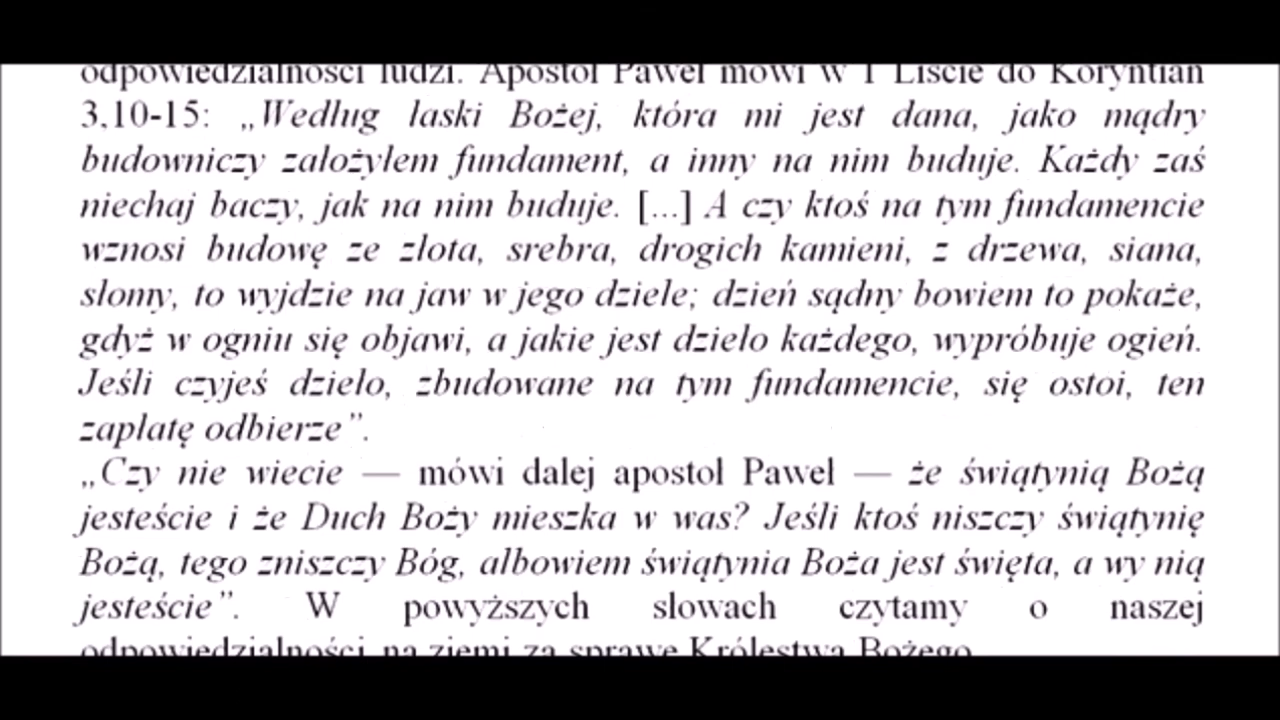 odpowiedzialności ludzi. Apostoł Paweł mówi w 1 Liście do Koryntian
3.10-15: „Według łaski Bożej, która mi jest dana, jako mądry
budowniczy założyłem fundament, a inny na nim buduje. Każdy zaś
niechaj baczy, jak na nim buduje. [...] A czy ktoś na tym fundamencie
wznosi budowę ze złota, srebra, drogich kamieni, z drzewa, siana,
słomy, to wyjdzie na jaw w jego dziele; dzień sądny bowiem to pokaże,
gdyż w ogniu się objawi, a jakie jest dzieło każdego, wypróbuje ogień.
Jeśli czyjeś dzieło, zbudowane na tym fundamencie, się ostoi, ten
zapłatę odbierze”.
„Czy nie wiecie — mówi dalej apostoł Paweł — że świątynią Bożą
jesteście i że Duch Boży mieszka w was? Jeśli ktoś niszczy świątynię
Bożą, tego zniszczy Bóg, albowiem świątynia Boża jest święta, a wy nią
jesteście”. W powyższych słowach czytamy o naszej
odpowiedzialności na ziemi za sprawę Królestwa Bożego